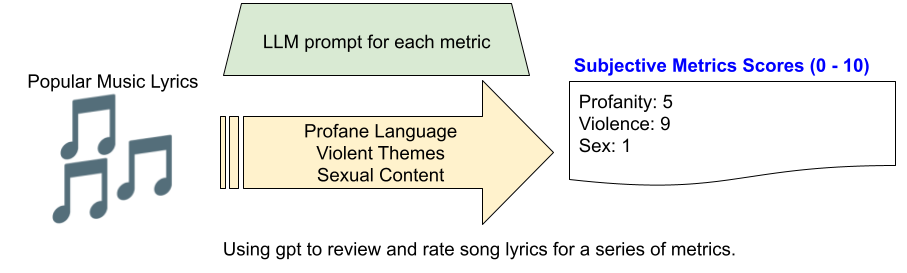 LLM prompt for each metric
Popular Music Lyrics
Profane Language
Violent Themes
Sexual Content
Subjective Metrics Scores (0 - 10)
Profanity: 5
Violence: 9
Sex: 1
Using gpt to review and rate song lyrics for a series of metrics.